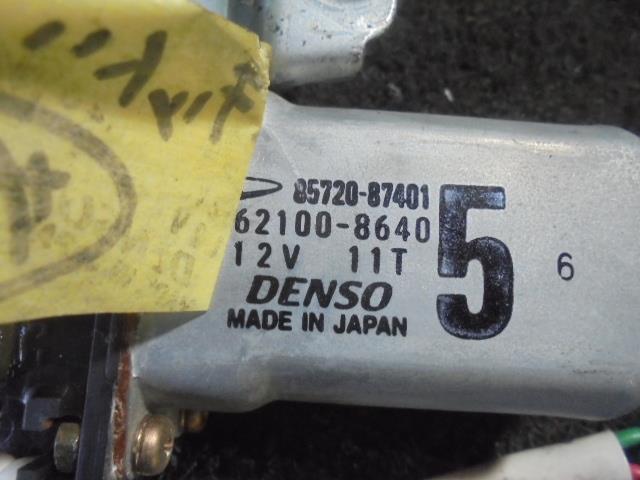 85720-87401
62100-8640
12V 11T
DENSO
MADE IN JAPAN
5
6